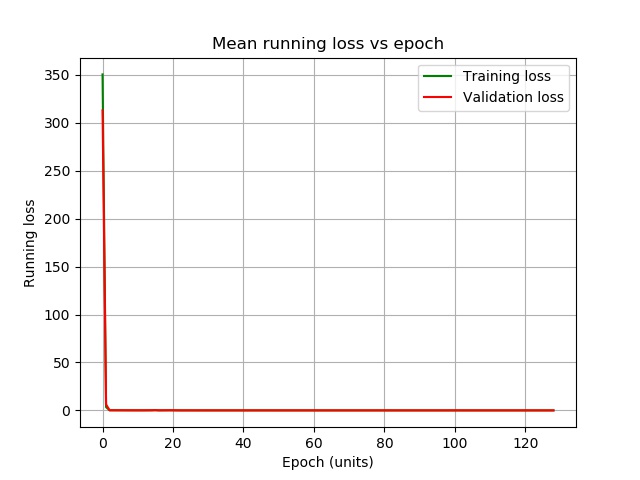 Mean running loss vs epoch
Training loss
Validation loss
350
300
250
200
150
100
50
0
Running loss
0 20 40 60 80 100 120
Epoch (units)